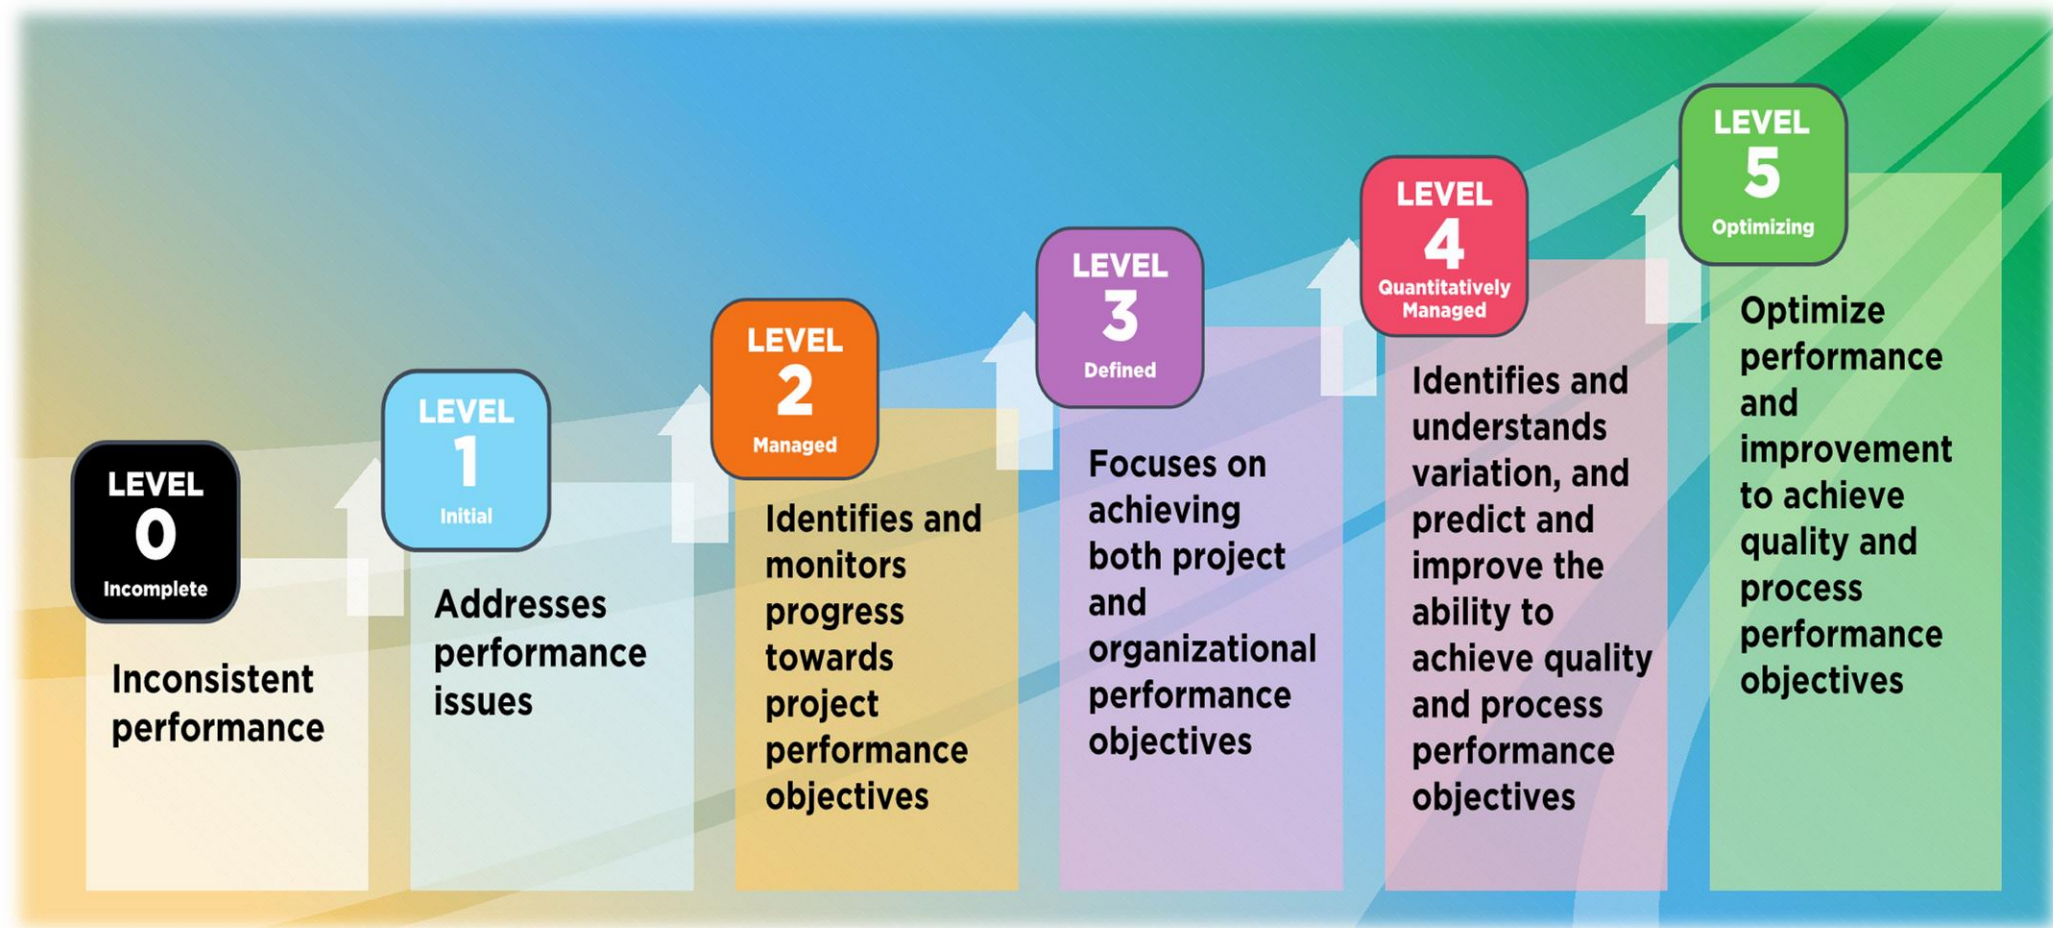 LEVEL
0
Incomplete
Inconsistent
performance
LEVEL
1
Initial
Addresses
performance
issues
LEVEL
2
Managed
Identifies and
monitors
progress
towards
project
performance
objectives
LEVEL
3
Defined
Focuses on
achieving
both project
and
organizational
performance
objectives
LEVEL
4
Quantitatively
Managed
Identifies and
understands
variation, and
predict and
improve the
ability to
achieve quality
and process
performance
objectives
LEVEL
5
Optimizing
Optimize
performance
and
improvement
to achieve
quality and
process
performance
objectives